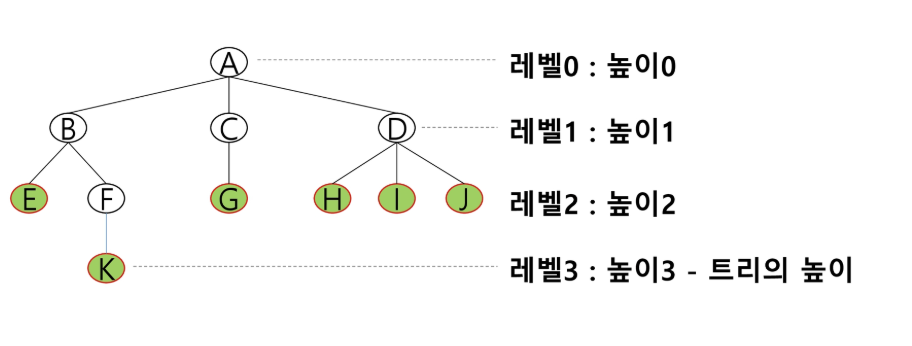 A
레벨0 : 높이0
B C D
레벨1 : 높이1
E F G H I J
레벨2 : 높이2
K
레벨3 : 높이3 - 트리의 높이